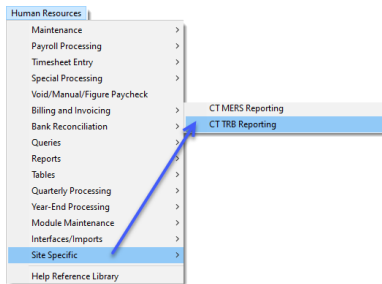 Human Resources
Maintenance
Payroll Processing
Timesheet Entry
Special Processing
Void/Manual/Figure Paycheck
Billing and Invoicing
Bank Reconciliation
Queries
Reports
Tables
Quarterly Processing
Year-End Processing
Module Maintenance
Interfaces/Imports
Site Specific
Help Reference Library
CT MERS Reporting
CT TRB Reporting